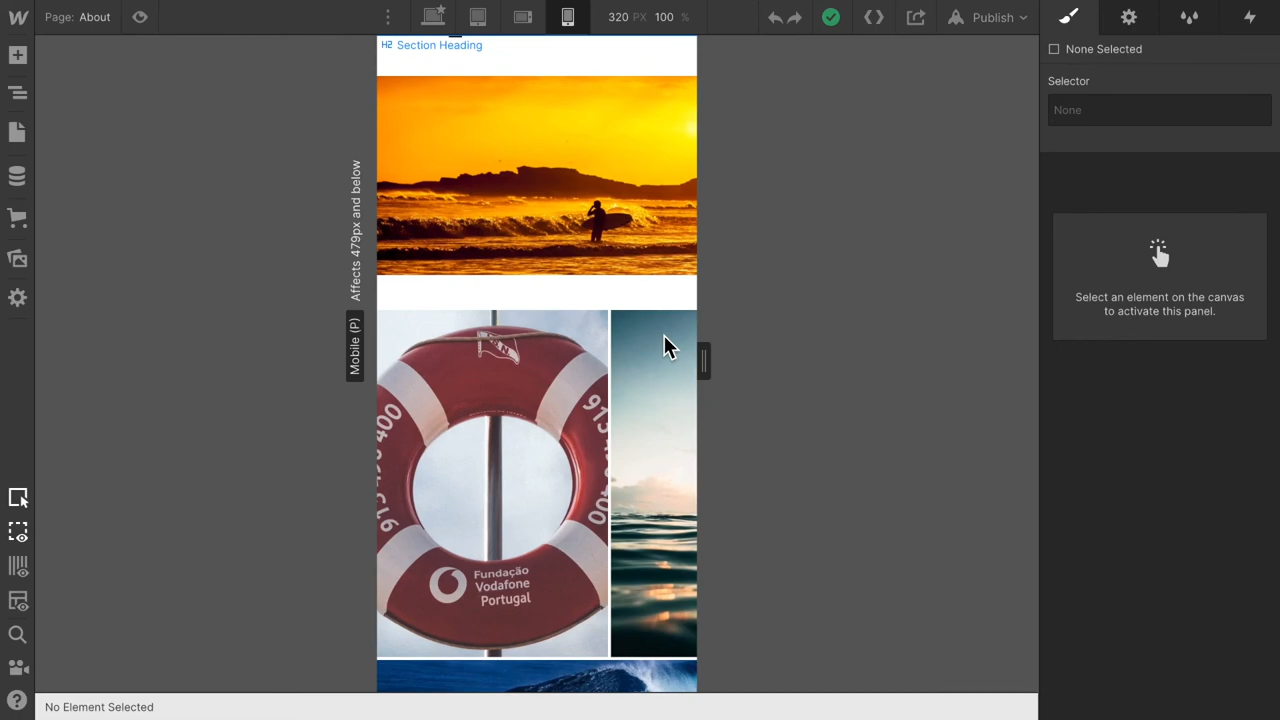 Page: About
320 PX 100 %
Publish
H2 Section Heading
None Selected
Selector
None
Select an element on the canvas
to activate this panel.
Affects 479px and below
Mobile (P)
Fundação
Vodafone
Portugal
No Element Selected